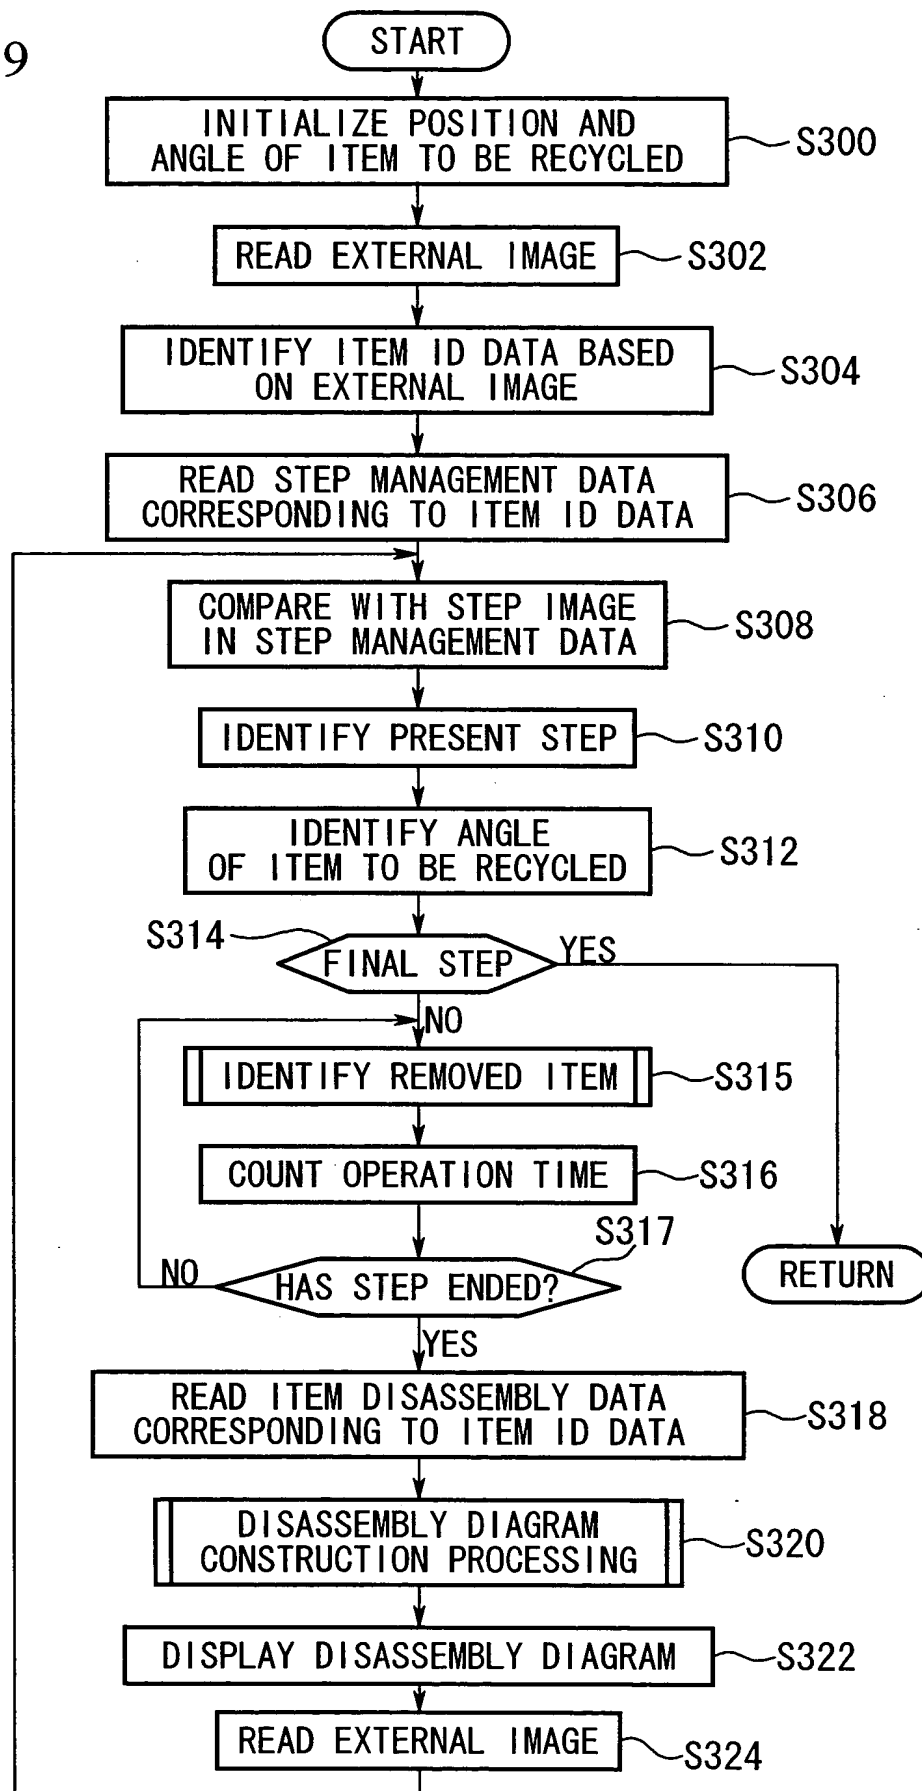 9
START
INITIALIZE POSITION AND
ANGLE OF ITEM TO BE RECYCLED
S300
READ EXTERNAL IMAGE
S302
IDENTIFY ITEM ID DATA BASED
ON EXTERNAL IMAGE
S304
READ STEP MANAGEMENT DATA
CORRESPONDING TO ITEM ID DATA
S306
COMPARE WITH STEP IMAGE
IN STEP MANAGEMENT DATA
S308
IDENTIFY PRESENT STEP
S310
IDENTIFY ANGLE
OF ITEM TO BE RECYCLED
S312
S314
FINAL STEP
YES
NO
IDENTIFY REMOVED ITEM
S315
COUNT OPERATION TIME
S316
S317
NO
HAS STEP ENDED?
RETURN
YES
READ ITEM DISASSEMBLY DATA
CORRESPONDING TO ITEM ID DATA
S318
DISASSEMBLY DIAGRAM
CONSTRUCTION PROCESSING
S320
DISPLAY DISASSEMBLY DIAGRAM
S322
READ EXTERNAL IMAGE
S324